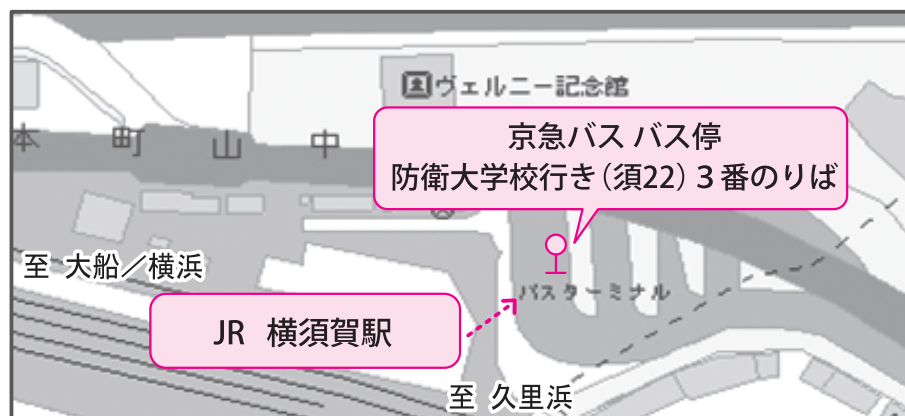 ヴェルニー記念館
京急バス バス停
防衛大学校行き（須22）３番のりば
本町山中
至 大船／横浜
バスターミナル
JR 横須賀駅
至 久里浜